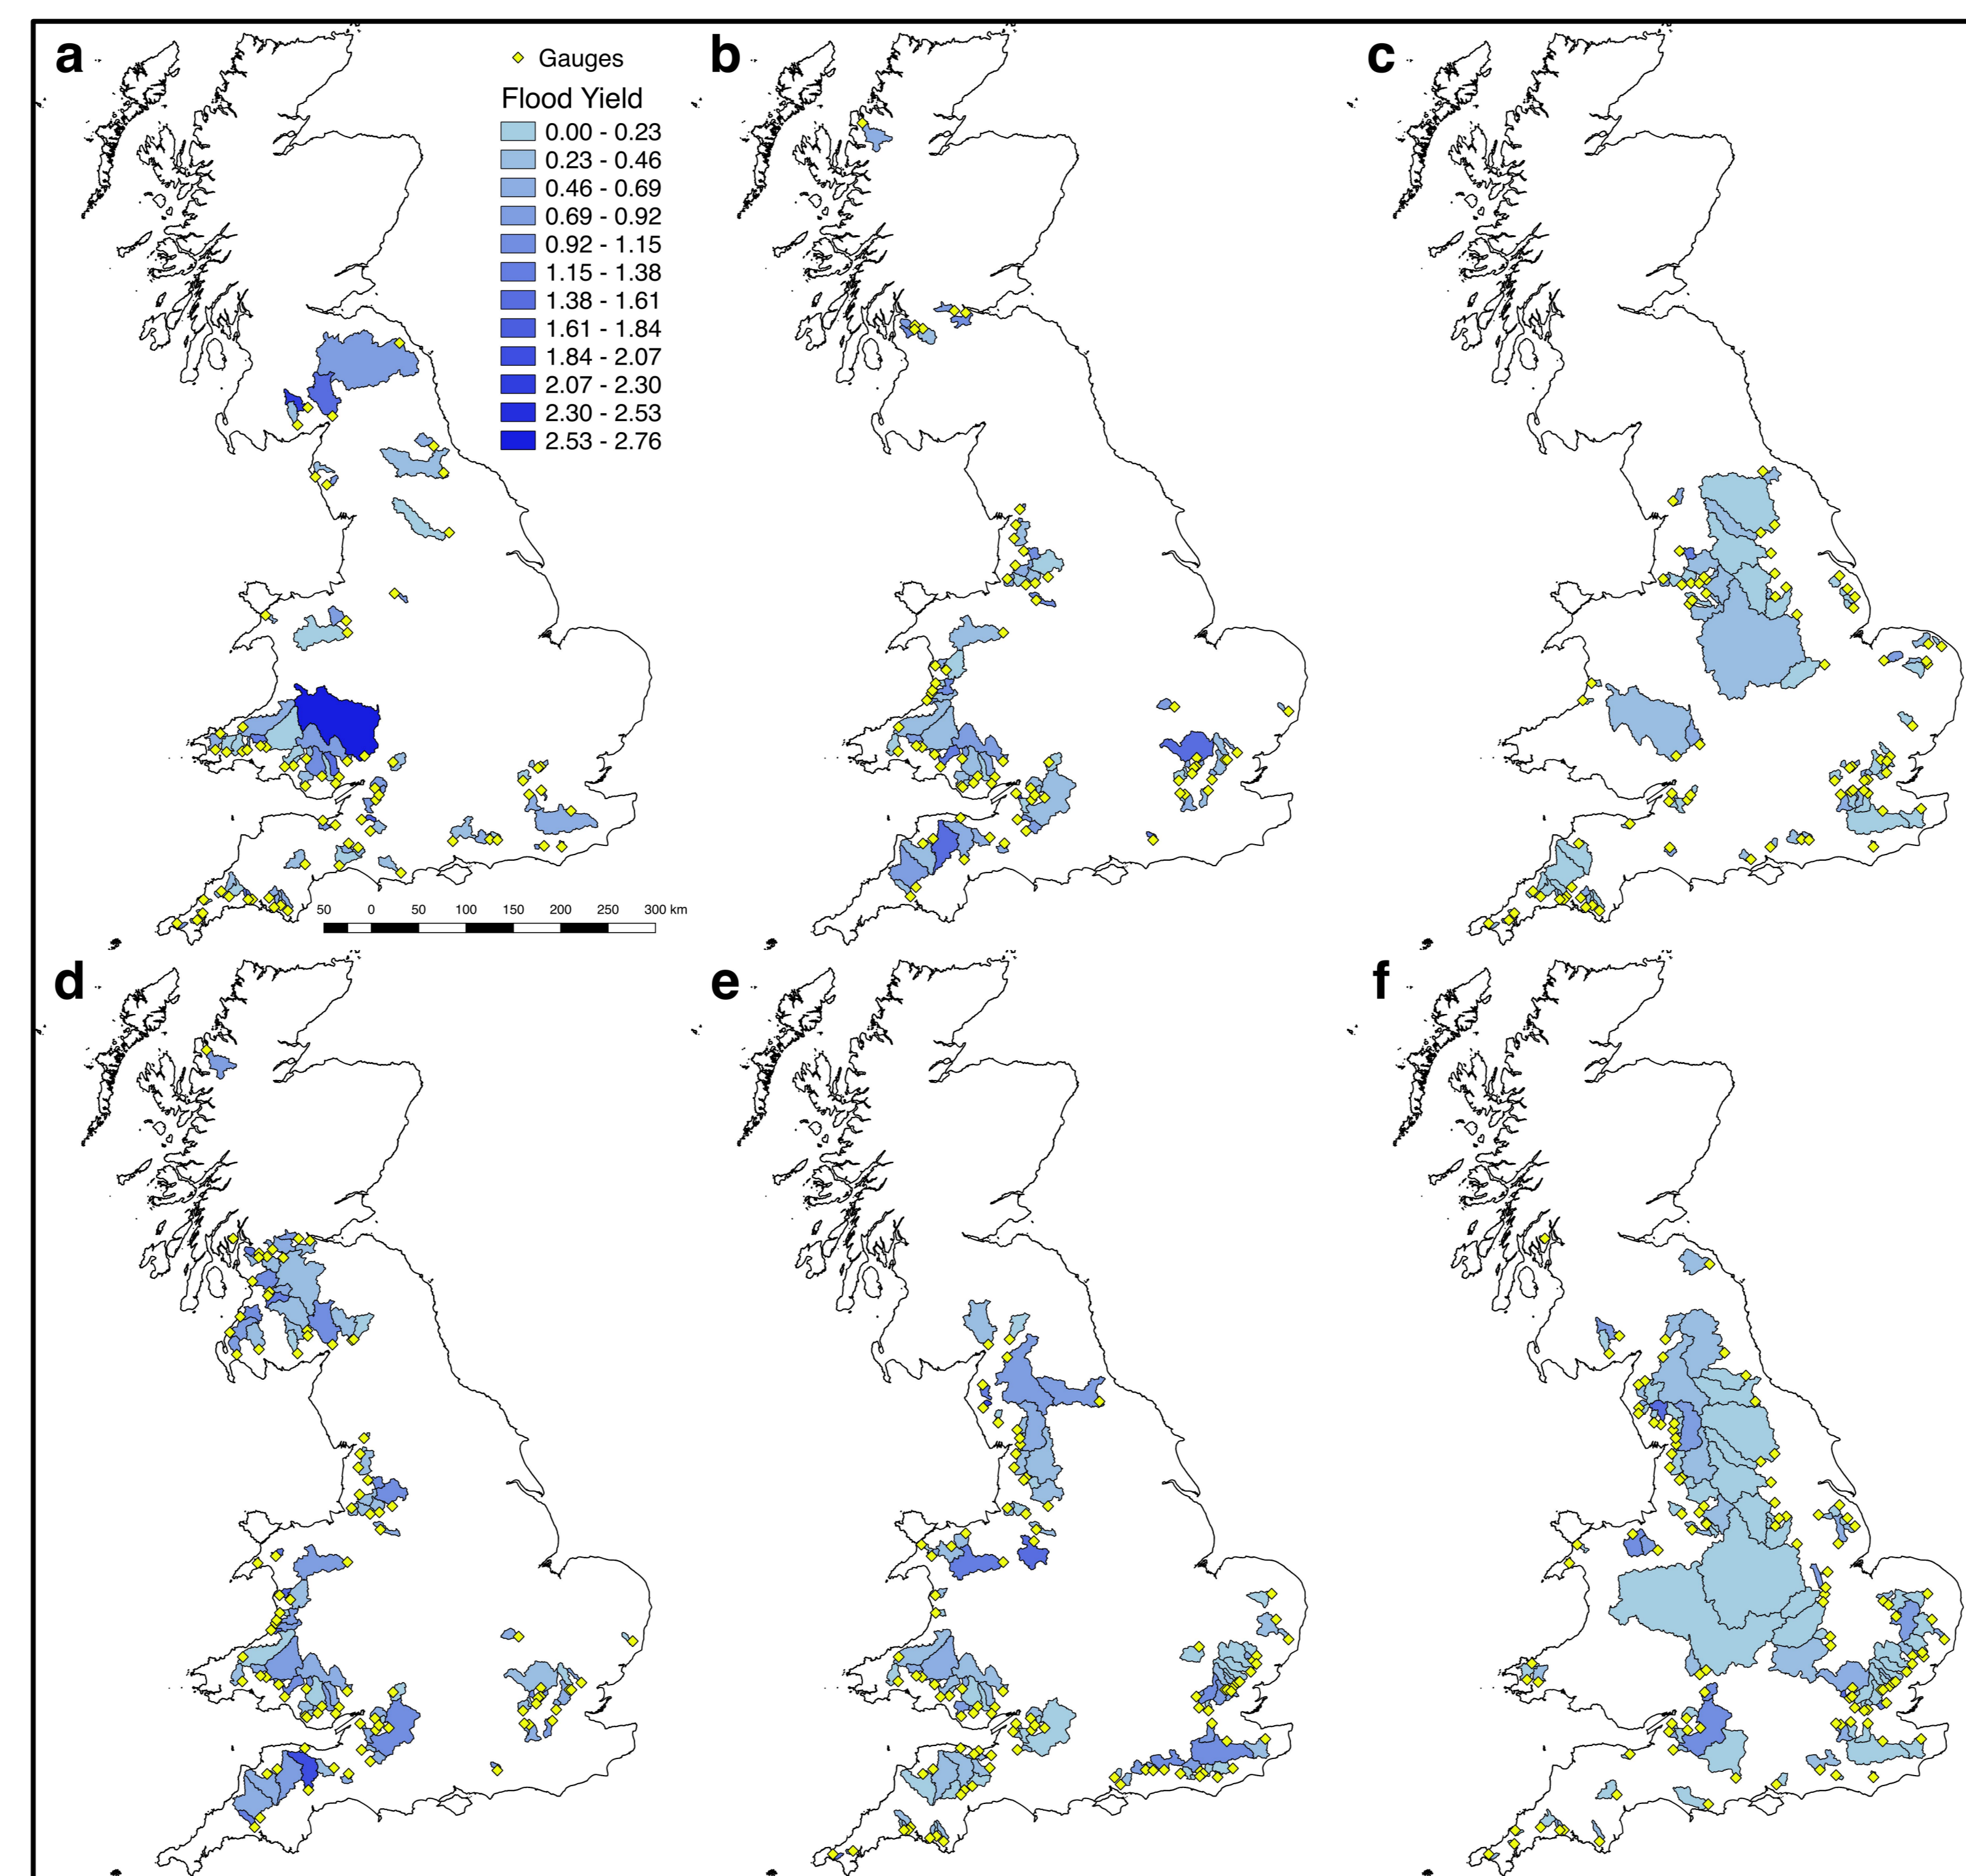 a
Gauges
Flood Yield
0.00 - 0.23
0.23 - 0.46
0.46 - 0.69
0.69 - 0.92
0.92 - 1.15
1.15 - 1.38
1.38 - 1.61
1.61 - 1.84
1.84 - 2.07
2.07 - 2.30
2.30 - 2.53
2.53 - 2.76
50 0 50 100 150 200 250 300 km
b
c
d
e
f